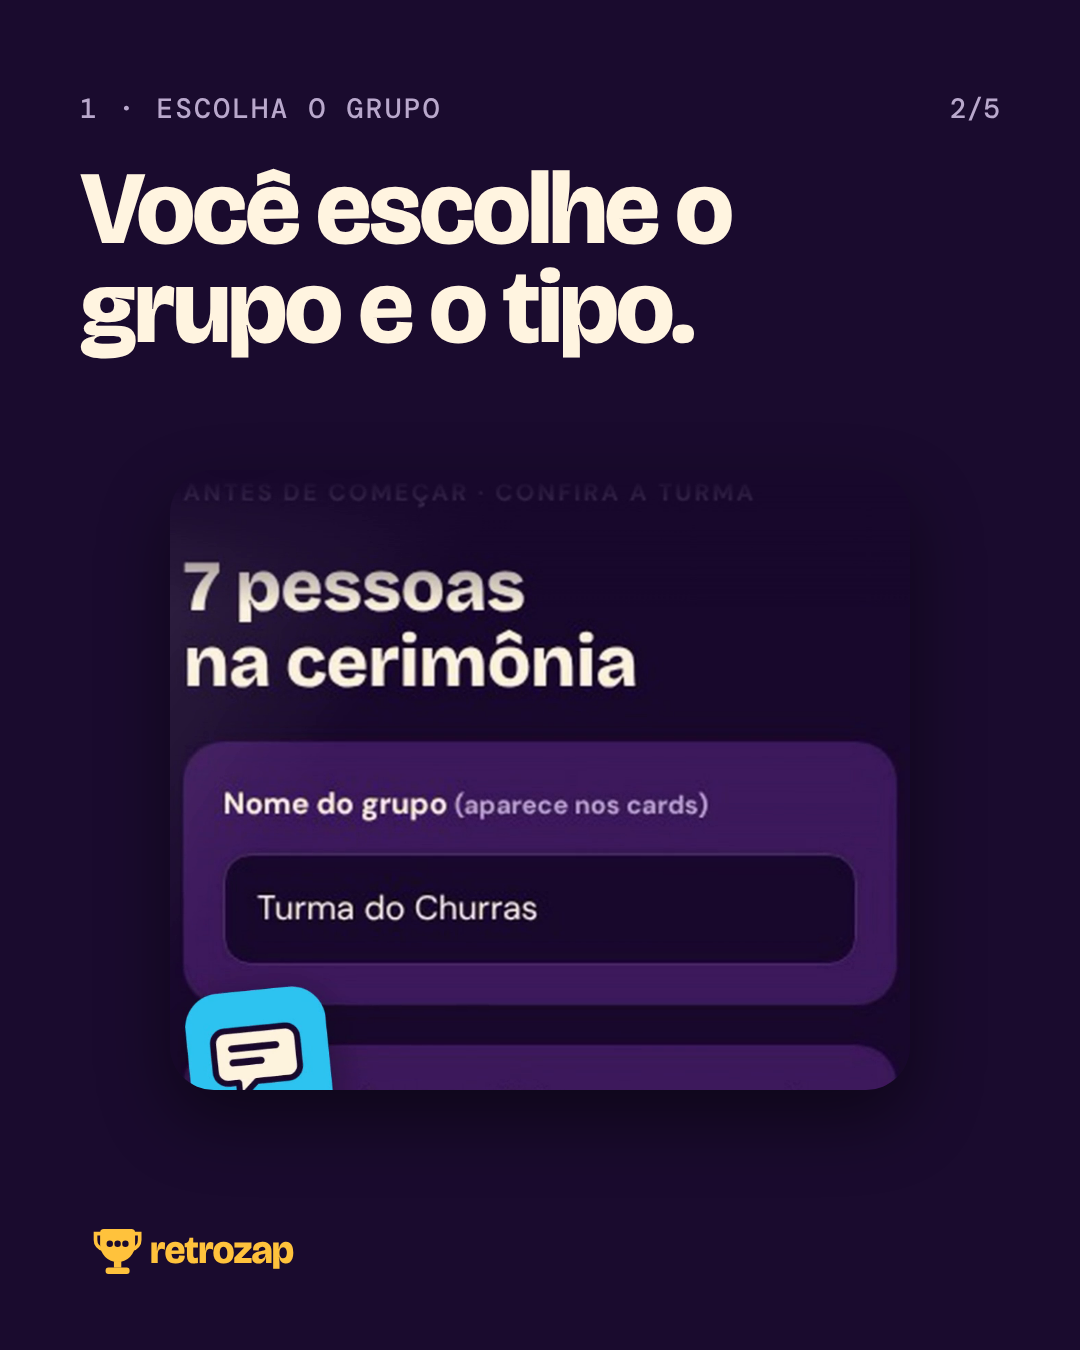 1 · ESCOLHA O GRUPO
2/5
Você escolhe o
grupo e o tipo.
ANTES DE COMEÇAR · CONFIRA A TURMA
7 pessoas
na cerimônia
Nome do grupo (aparece nos cards)
Turma do Churras
retrozap